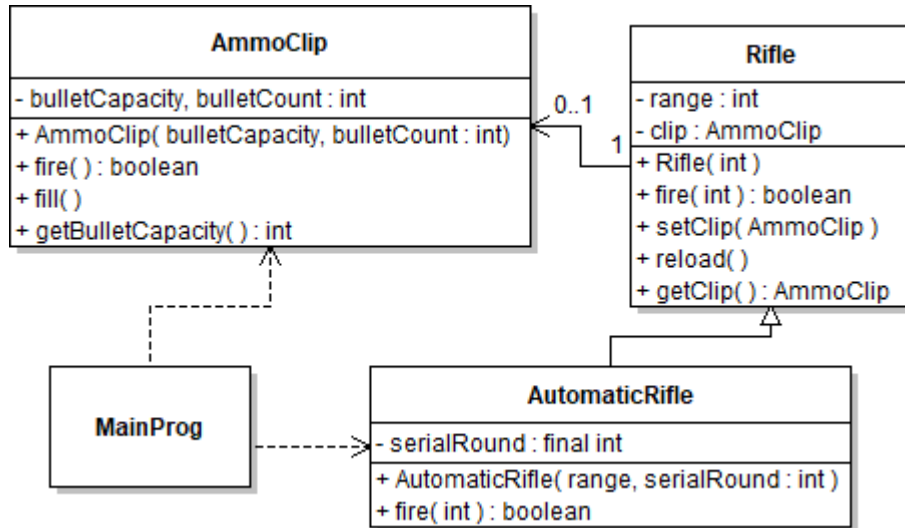 AmmoClip
- bulletCapacity, bulletCount : int
+ AmmoClip( bulletCapacity, bulletCount : int)
+ fire( ) : boolean
+ fill( )
+ getBulletCapacity( ) : int
0..1
1
Rifle
- range : int
- clip : AmmoClip
+ Rifle( int )
+ fire( int ) : boolean
+ setClip( AmmoClip )
+ reload( )
+ getClip( ) : AmmoClip
MainProg
AutomaticRifle
- serialRound : final int
+ AutomaticRifle( range, serialRound : int )
+ fire( int ) : boolean